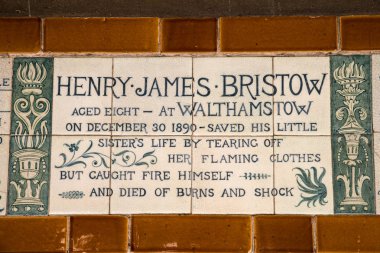 HENRY·JAMES·BRISTOW
AGED EIGHT – AT WALTHAMSTOW
ON DECEMBER 30 1890 – SAVED HIS LITTLE
SISTER'S LIFE BY TEARING OFF
HER FLAMING CLOTHES
BUT CAUGHT FIRE HIMSELF
AND DIED OF BURNS AND SHOCK